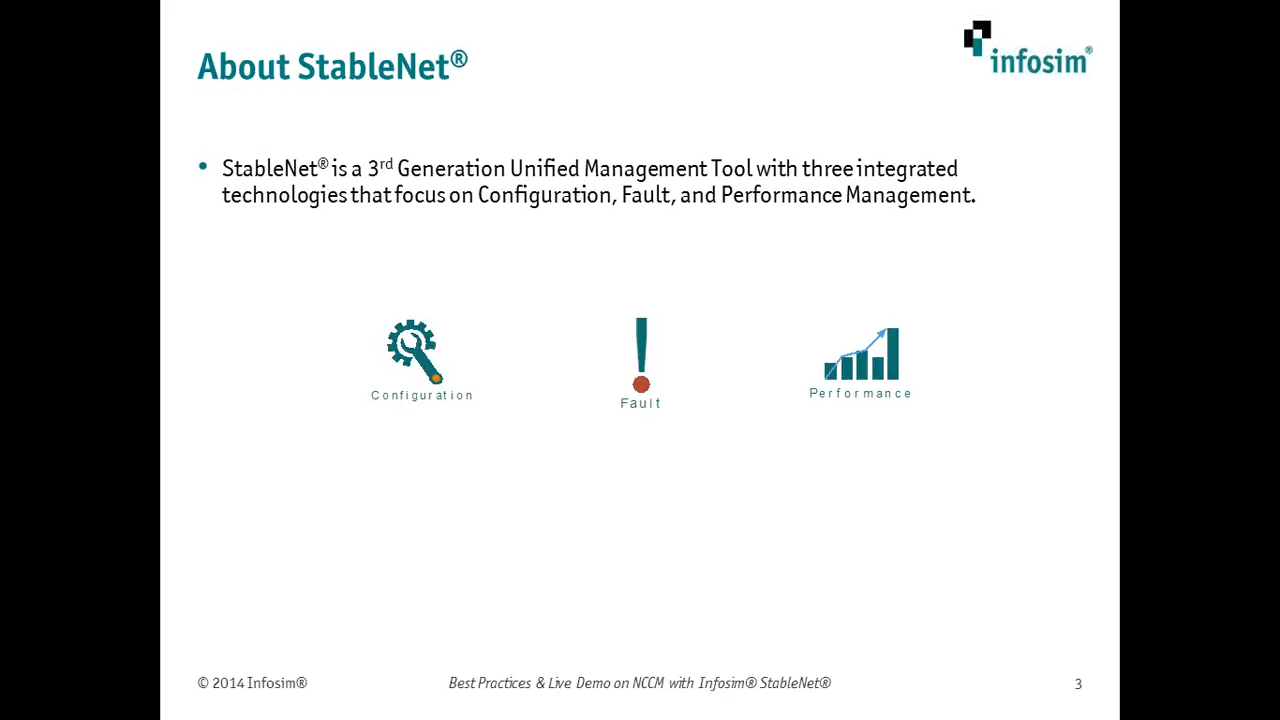 About StableNet®
infosim®
• StableNet® is a 3rd Generation Unified Management Tool with three integrated
technologies that focus on Configuration, Fault, and Performance Management.
Configuration
Fault
Performance
© 2014 Infosim®
Best Practices & Live Demo on NCCM with Infosim® StableNet®
3